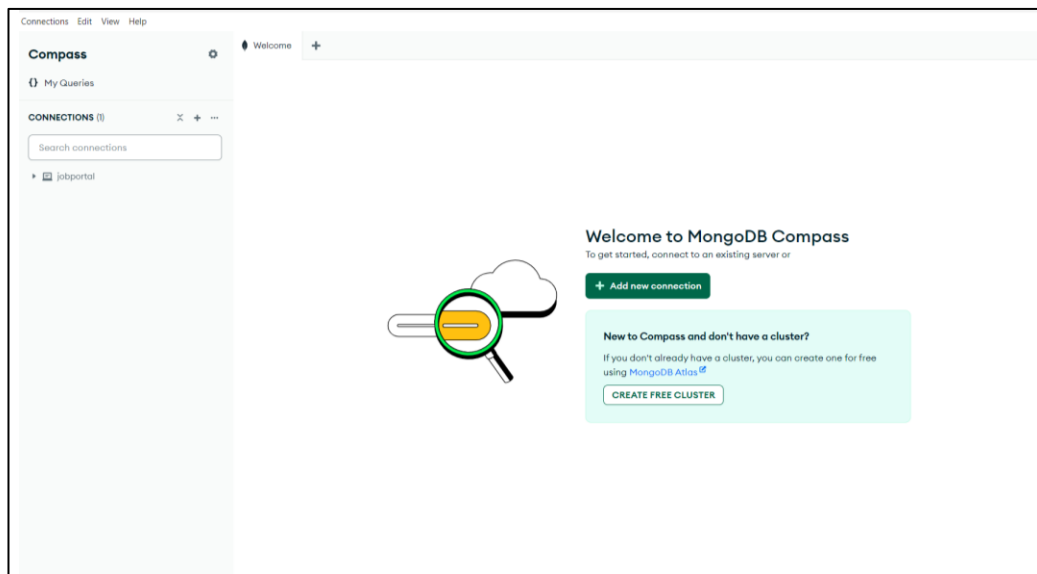 Connections Edit View Help
Compass
{} My Queries
CONNECTIONS (1)
Search connections
jobportal
Welcome
Welcome to MongoDB Compass
To get started, connect to an existing server or
+ Add new connection
New to Compass and don't have a cluster?
If you don't already have a cluster, you can create one for free
using MongoDB Atlas
CREATE FREE CLUSTER